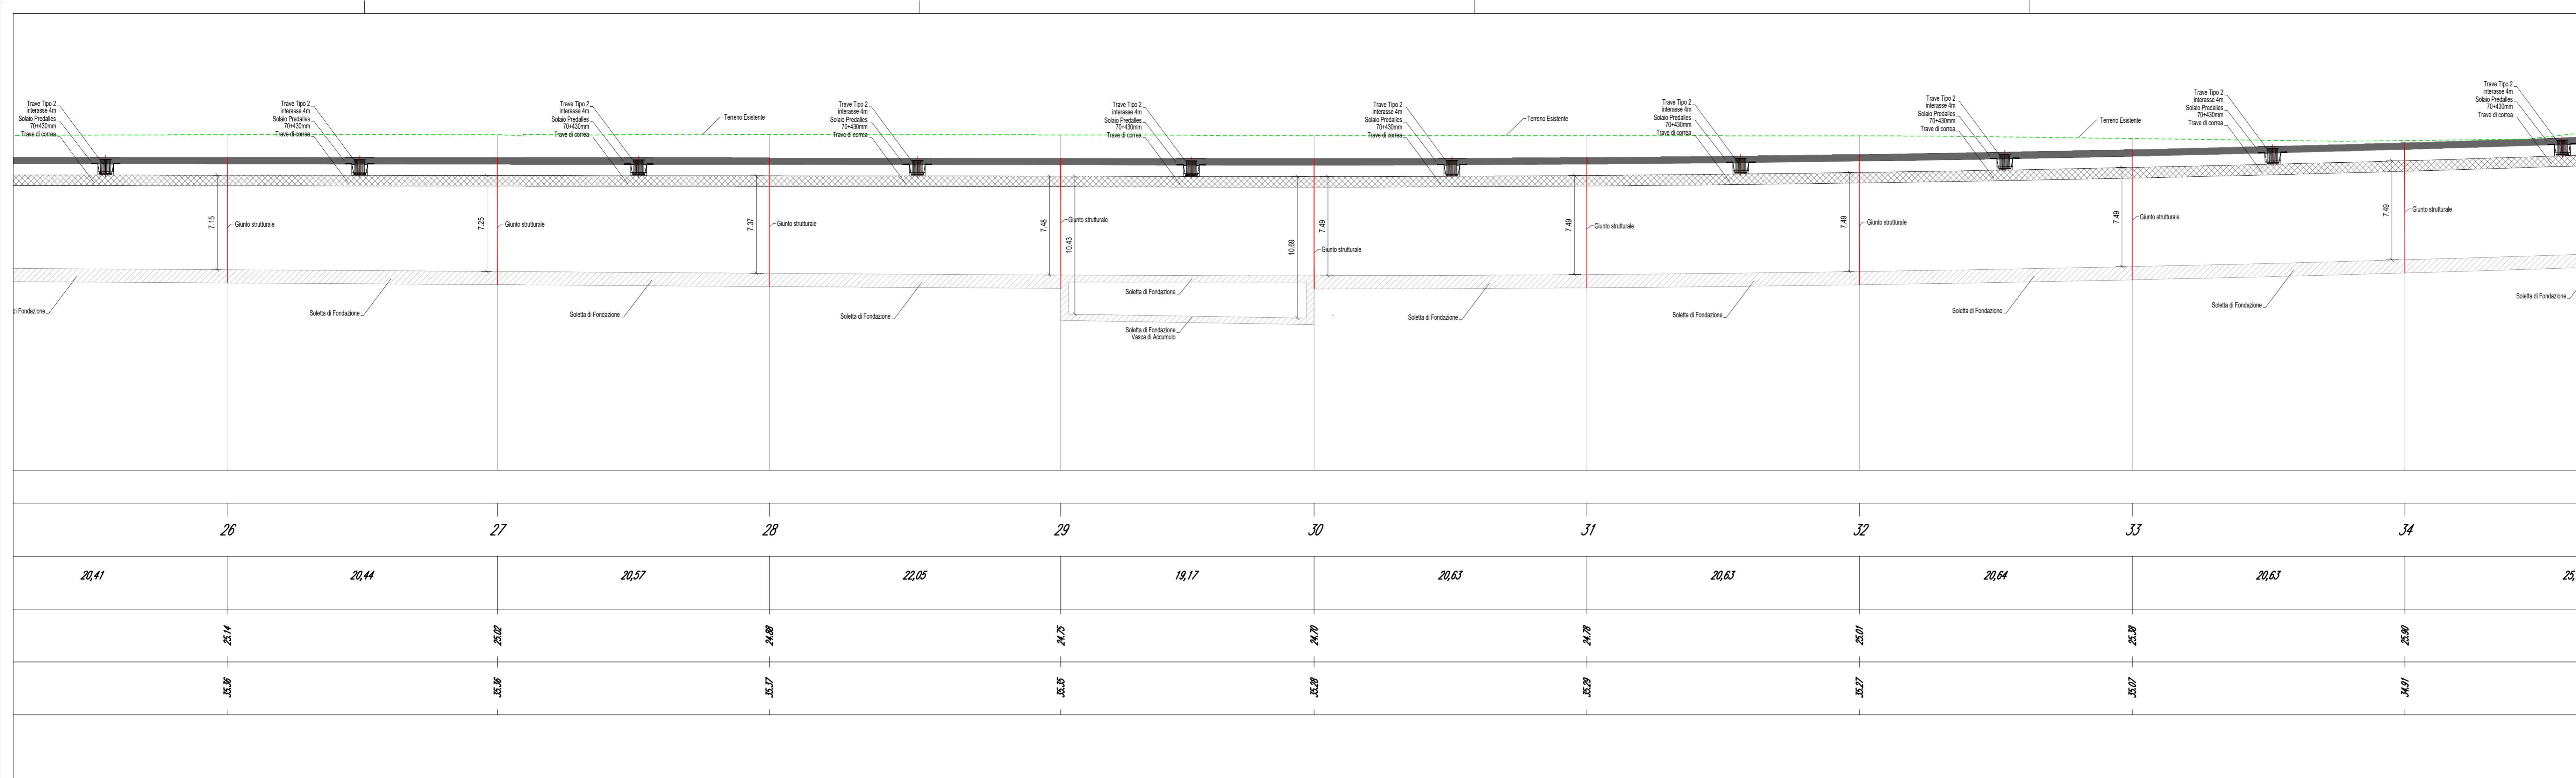 Trave Tipo 2
interasse 4m
Solaio Predalles
70+430mm
Trave di correa
Trave Tipo 2
interasse 4m
Solaio Predalles
70+430mm
Trave di correa
Trave Tipo 2
interasse 4m
Solaio Predalles
70+430mm
Trave di correa
Terreno Esistente
Trave Tipo 2
interasse 4m
Solaio Predalles
70+430mm
Trave di correa
Trave Tipo 2
interasse 4m
Solaio Predalles
70+430mm
Trave di correa
Trave Tipo 2
interasse 4m
Solaio Predalles
70+430mm
Trave di correa
Terreno Esistente
Trave Tipo 2
interasse 4m
Solaio Predalles
70+430mm
Trave di correa
Trave Tipo 2
interasse 4m
Solaio Predalles
70+430mm
Trave di correa
Terreno Esistente
Trave Tipo 2
interasse 4m
Solaio Predalles
70+430mm
Trave di correa
Trave Tipo 2
interasse 4m
Solaio Predalles
70+430mm
Trave di correa
7.15
Giunto strutturale
7.25
Giunto strutturale
7.37
Giunto strutturale
7.48
Giunto strutturale
10.43
10.69
7.49
Giunto strutturale
7.49
Giunto strutturale
7.49
Giunto strutturale
7.49
Giunto strutturale
7.49
Giunto strutturale
di Fondazione
Soletta di Fondazione
Soletta di Fondazione
Soletta di Fondazione
Soletta di Fondazione
Soletta di Fondazione
Vasca di Accumulo
Soletta di Fondazione
Soletta di Fondazione
Soletta di Fondazione
Soletta di Fondazione
Soletta di Fondazione
26 27 28 29 30 31 32 33 34
20,41 20,44 20,57 22,05 19,17 20,63 20,63 20,64 20,63 25,
25.14 25.02 24.88 24.75 24.70 24.78 25.01 25.38 25.90
35.36 35.36 35.37 35.35 35.28 35.29 35.27 35.07 34.91